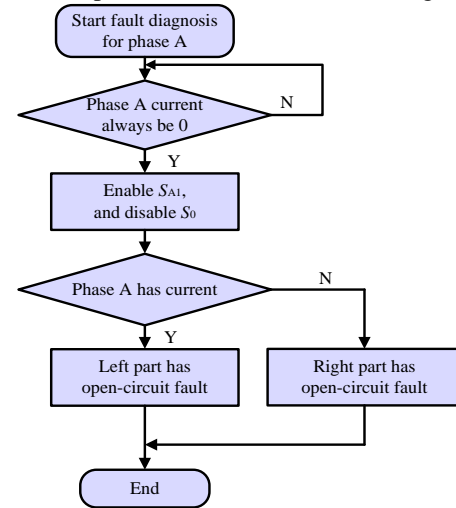 Start fault diagnosis
for phase A
Phase A current
always be 0
N
Y
Enable SA1,
and disable S0
Phase A has current
N
Y
Left part has
open-circuit fault
Right part has
open-circuit fault
End